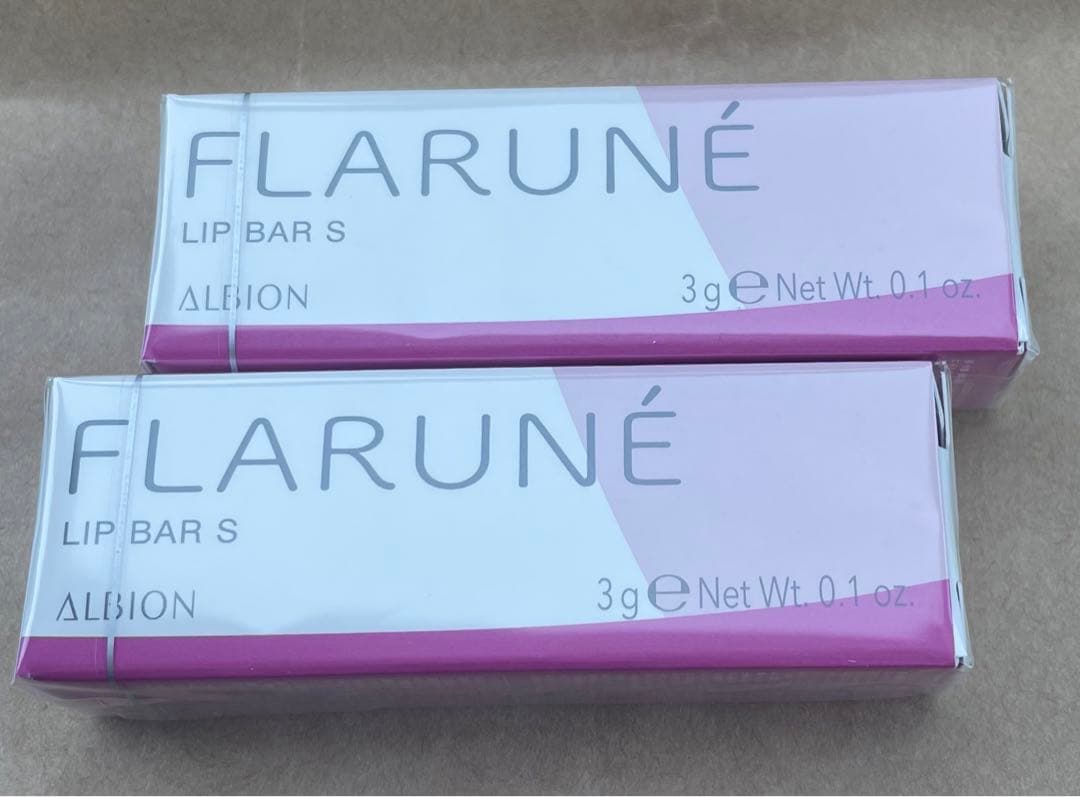 FLARUNÉ
LIP BAR S
ALBION
3g℮ Net Wt. 0.1 oz.
FLARUNÉ
LIP BAR S
ALBION
3g℮ Net Wt. 0.1 oz.